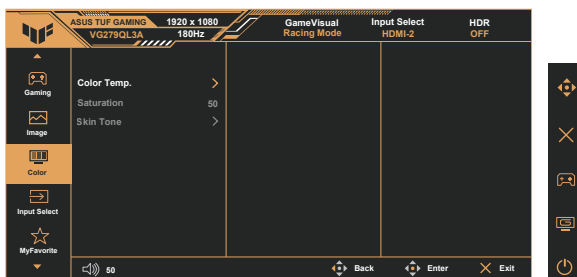 ASUS TUF GAMING 1920 x 1080 GameVisual Input Select HDR
VG279QL3A 180Hz Racing Mode HDMI-2 OFF
Gaming
Color Temp.
Saturation 50
Skin Tone
Image
Color
Input Select
MyFavorite
50 Back Enter Exit